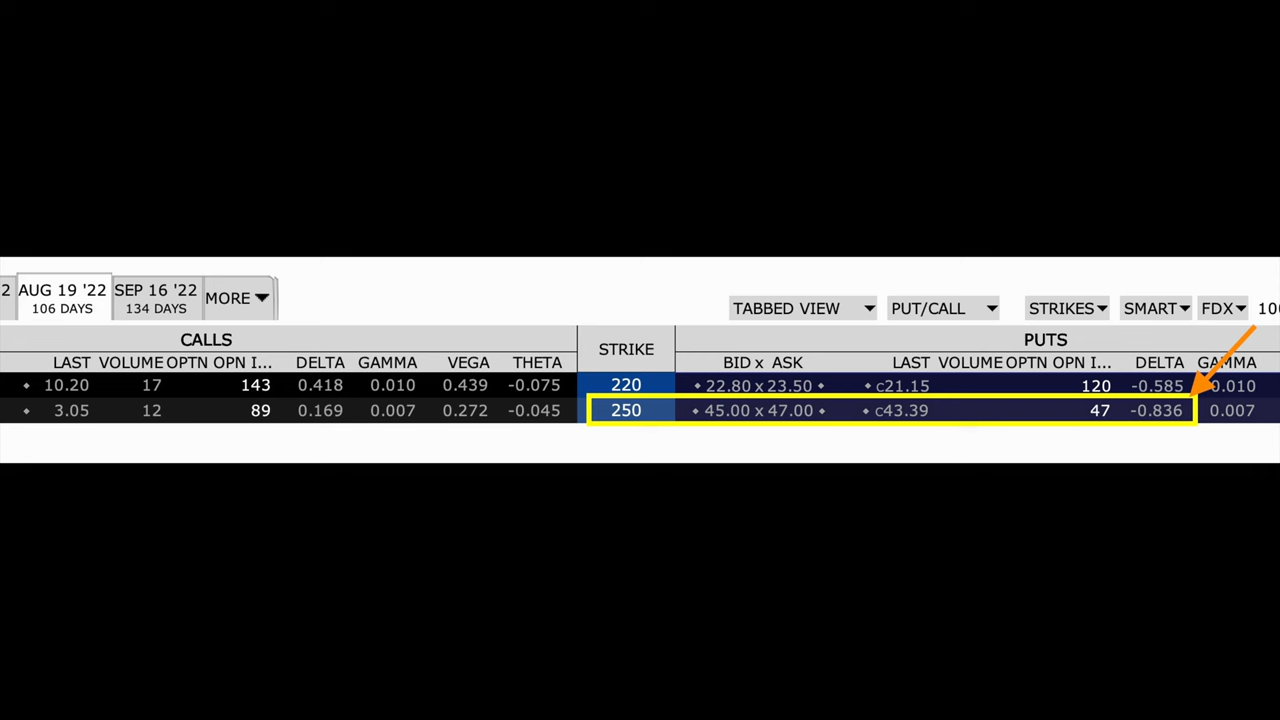 2 AUG 19 '22 SEP 16 '22 MORE
106 DAYS 134 DAYS
TABBED VIEW PUT/CALL STRIKES SMART FDX 100
CALLS STRIKE PUTS
LAST VOLUME OPTN OPN I... DELTA GAMMA VEGA THETA BID x ASK LAST VOLUME OPTN OPN I... DELTA GAMMA
10.20 17 143 0.418 0.010 0.439 -0.075 220 22.80 x 23.50 c21.15 120 -0.585 0.010
3.05 12 89 0.169 0.007 0.272 -0.045 250 45.00 x 47.00 c43.39 47 -0.836 0.007